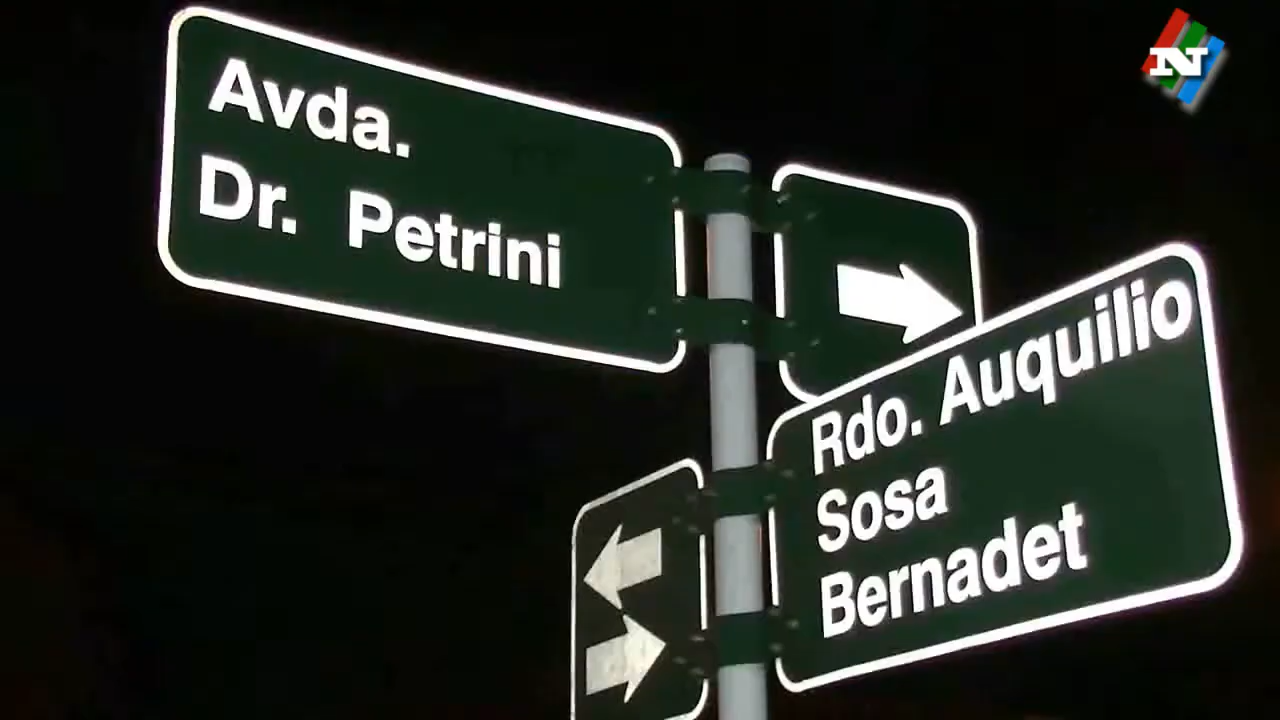 Avda.
Dr. Petrini
Rdo. Auquilio
Sosa
Bernadet
N